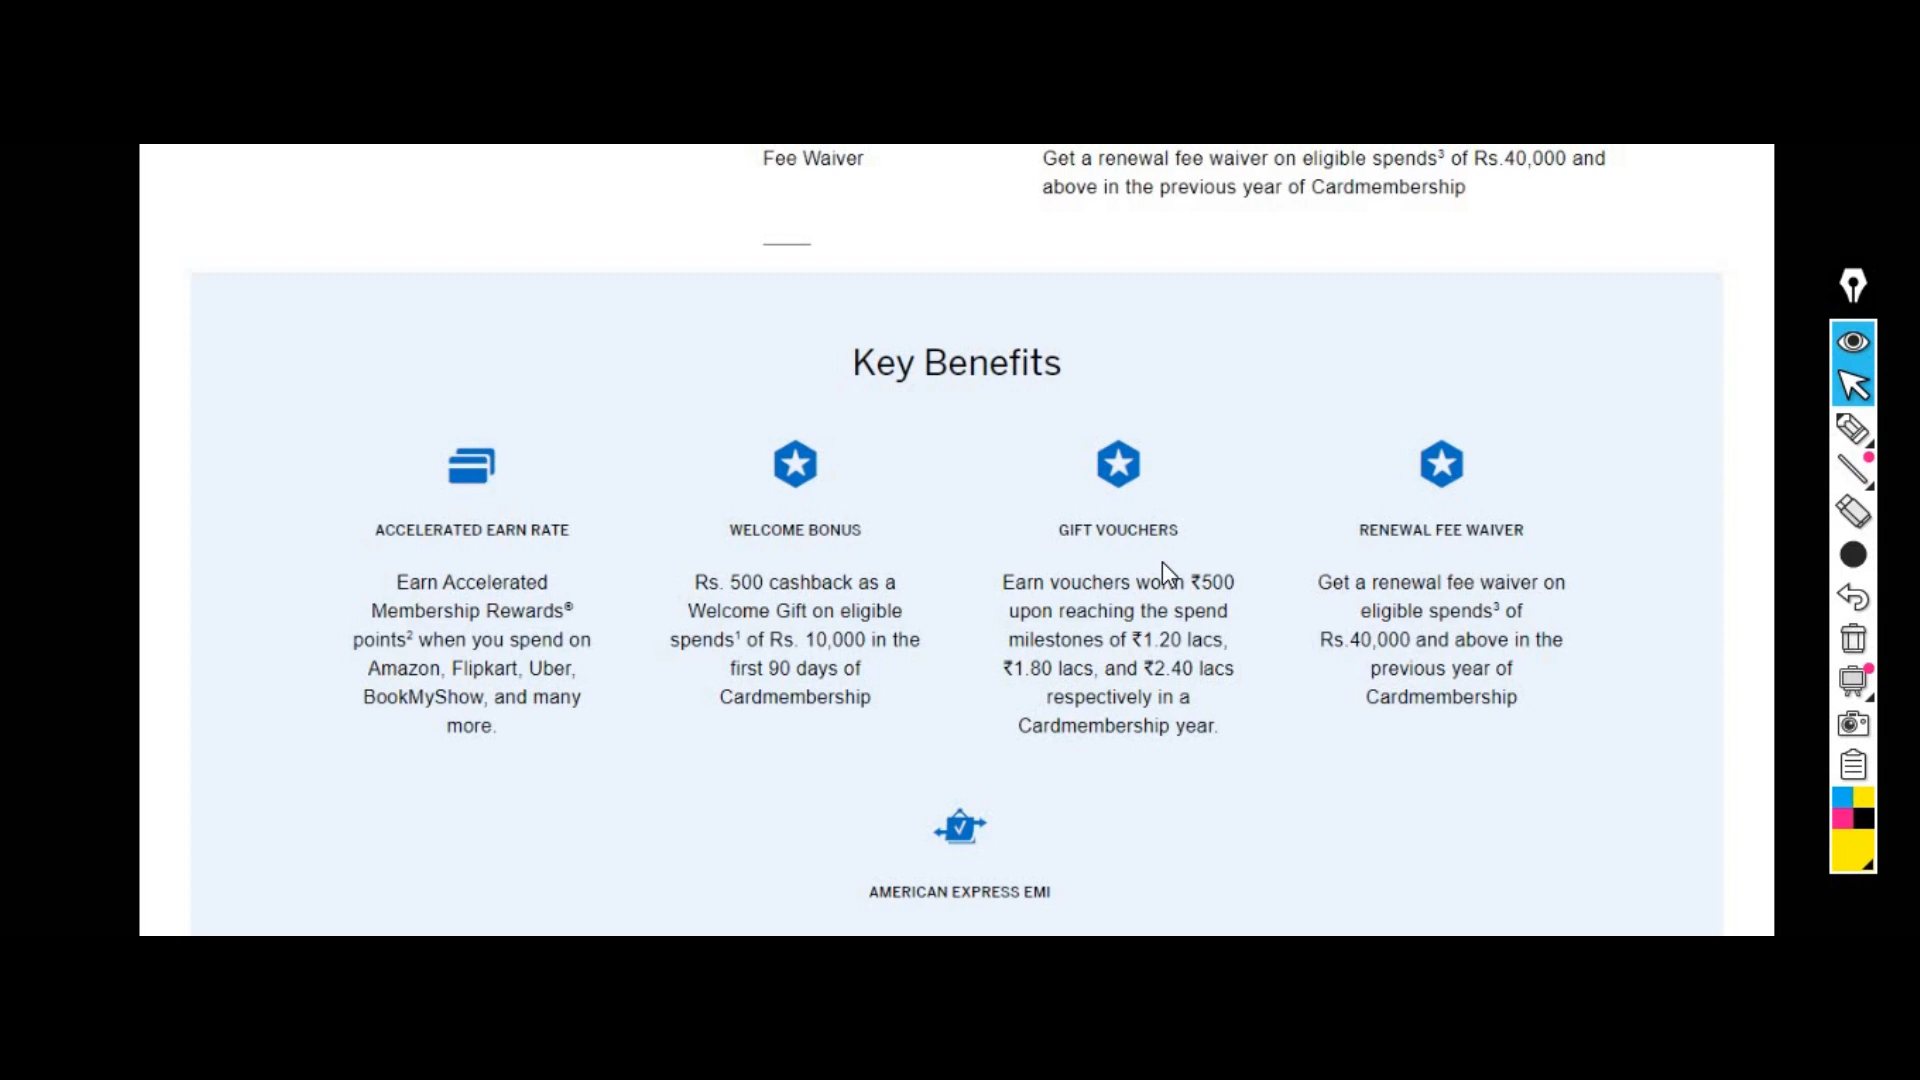 Fee Waiver
Get a renewal fee waiver on eligible spends³ of Rs.40,000 and
above in the previous year of Cardmembership
Key Benefits
ACCELERATED EARN RATE
Earn Accelerated
Membership Rewards®
points² when you spend on
Amazon, Flipkart, Uber,
BookMyShow, and many
more.
WELCOME BONUS
Rs. 500 cashback as a
Welcome Gift on eligible
spends¹ of Rs. 10,000 in the
first 90 days of
Cardmembership
GIFT VOUCHERS
Earn vouchers worth ₹500
upon reaching the spend
milestones of ₹1.20 lacs,
₹1.80 lacs, and ₹2.40 lacs
respectively in a
Cardmembership year.
RENEWAL FEE WAIVER
Get a renewal fee waiver on
eligible spends³ of
Rs.40,000 and above in the
previous year of
Cardmembership
AMERICAN EXPRESS EMI